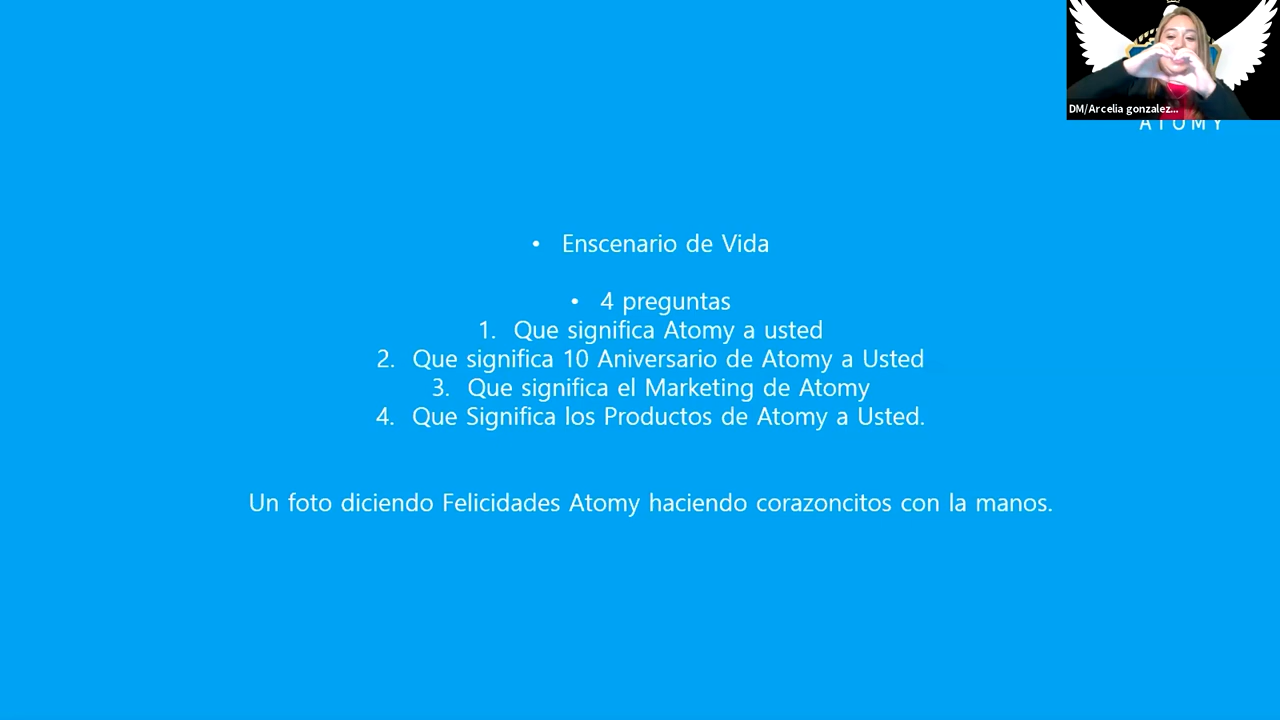 DM/Arcelia gonzalez...
ATOMY
• Enscenario de Vida
• 4 preguntas
1. Que significa Atomy a usted
2. Que significa 10 Aniversario de Atomy a Usted
3. Que significa el Marketing de Atomy
4. Que Significa los Productos de Atomy a Usted.
Un foto diciendo Felicidades Atomy haciendo corazoncitos con la manos.